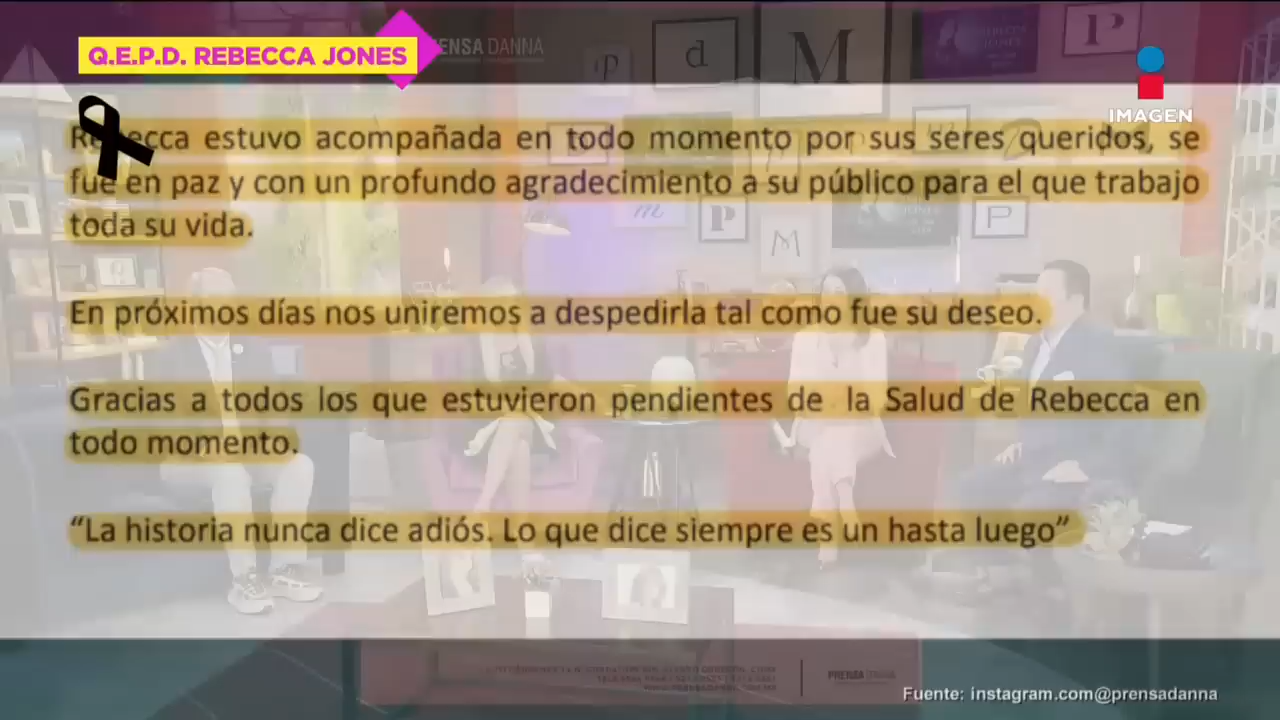 Q.E.P.D. REBECCA JONES
PRENSA DANNA
IMAGEN
Rebecca estuvo acompañada en todo momento por sus seres queridos, se
fue en paz y con un profundo agradecimiento a su público para el que trabajo
toda su vida.
En próximos días nos uniremos a despedirla tal como fue su deseo.
Gracias a todos los que estuvieron pendientes de la Salud de Rebecca en
todo momento.
“La historia nunca dice adiós. Lo que dice siempre es un hasta luego”
PRENSA DANNA
Fuente: instagram.com@prensadanna